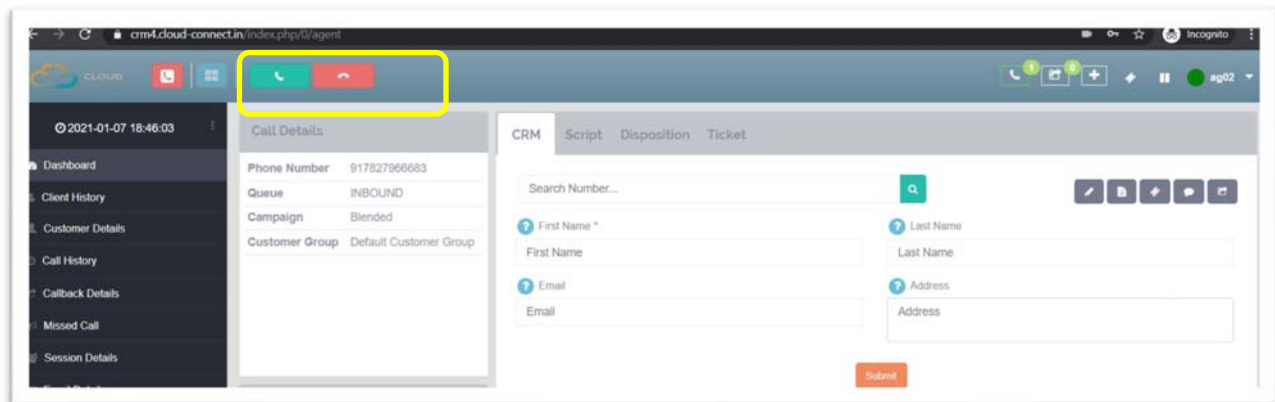 crm4.cloud-connect.in/index.php/0/agent
Incognito
CLOUD
1
0
ag02
2021-01-07 18:46:03
Dashboard
Client History
Customer Details
Call History
Callback Details
Missed Call
Session Details
Call Details
Phone Number 917827966683
Queue INBOUND
Campaign Blended
Customer Group Default Customer Group
CRM Script Disposition Ticket
Search Number...
? First Name * ? Last Name
First Name Last Name
? Email ? Address
Email Address
Submit